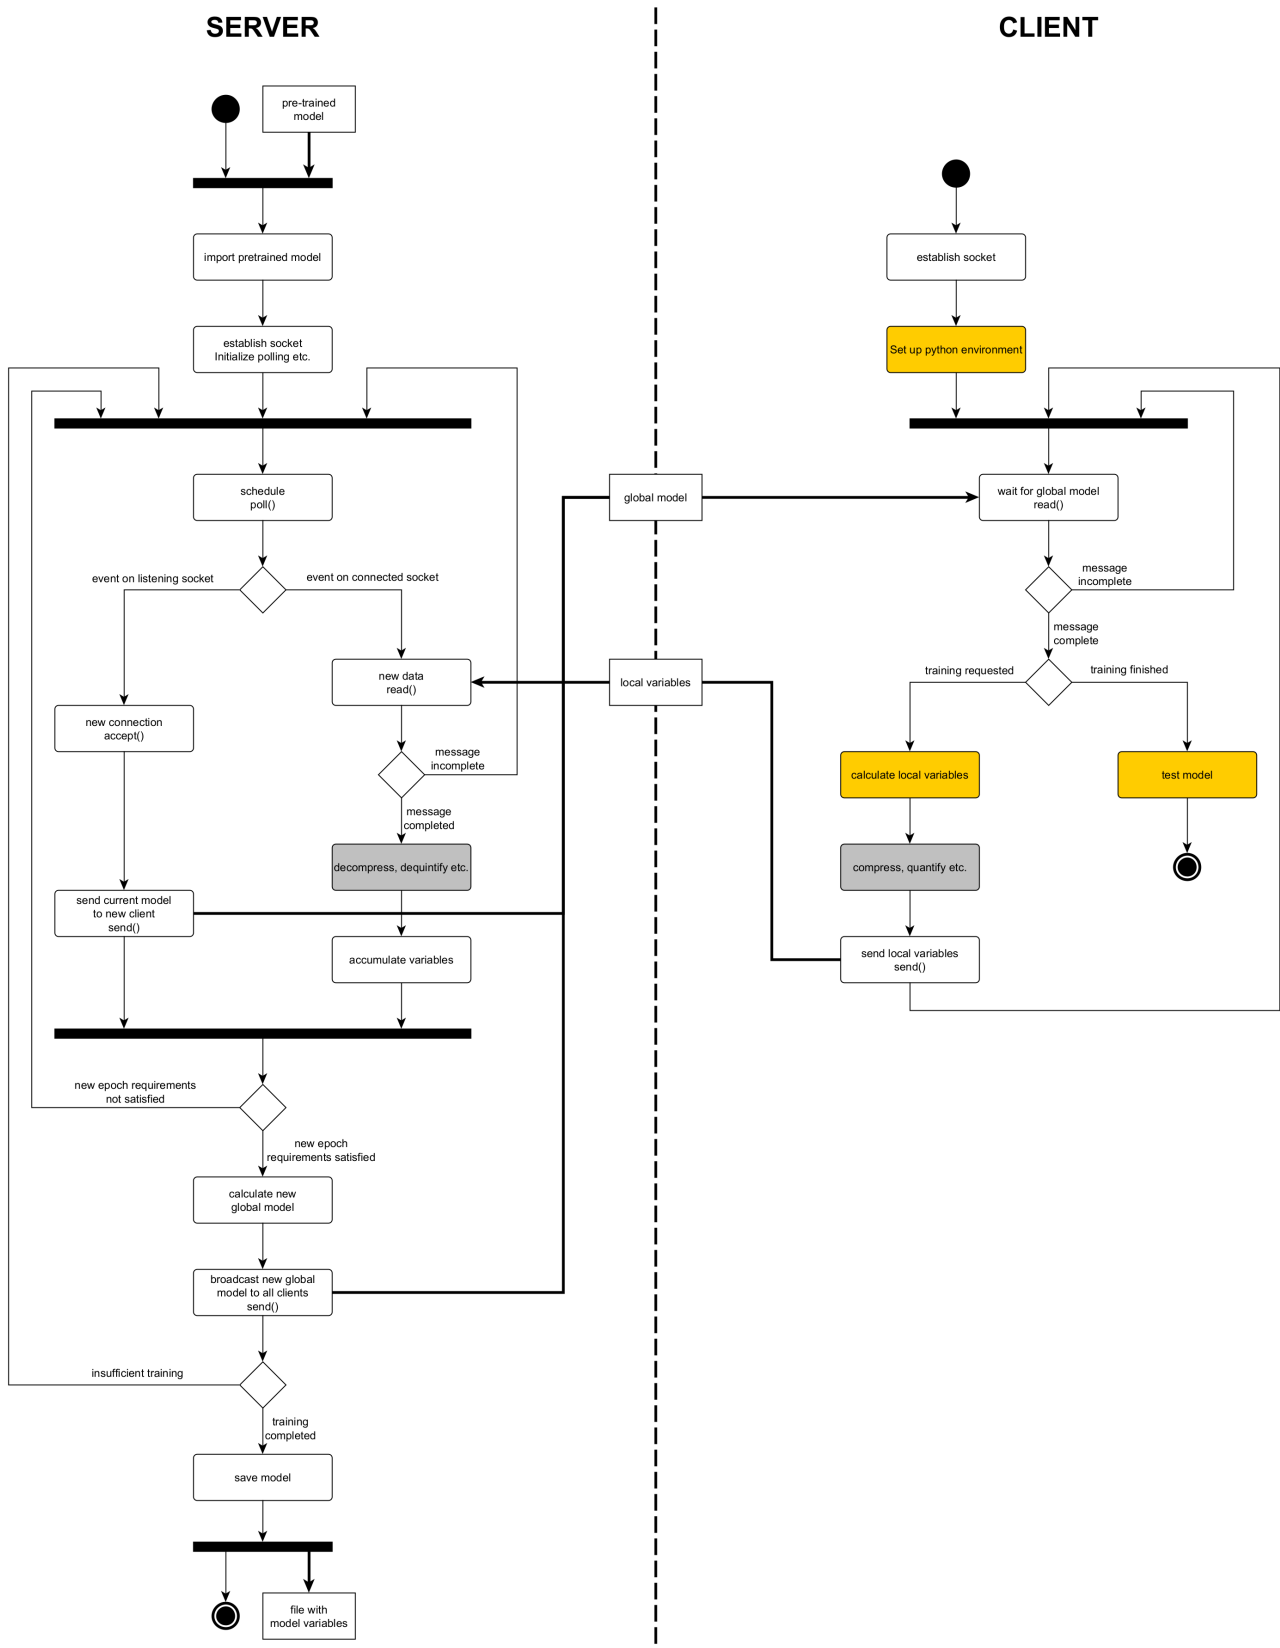 SERVER
CLIENT
pre-trained
model
import pretrained model
establish socket
Initialize polling etc.
schedule
poll()
event on listening socket
event on connected socket
new data
read()
new connection
accept()
message
incomplete
message
completed
decompress, dequintify etc.
send current model
to new client
send()
accumulate variables
new epoch requirements
not satisfied
new epoch
requirements satisfied
calculate new
global model
broadcast new global
model to all clients
send()
insufficient training
training
completed
save model
file with
model variables
global model
local variables
establish socket
Set up python environment
wait for global model
read()
message
incomplete
message
complete
training requested
training finished
calculate local variables
test model
compress, quantify etc.
send local variables
send()